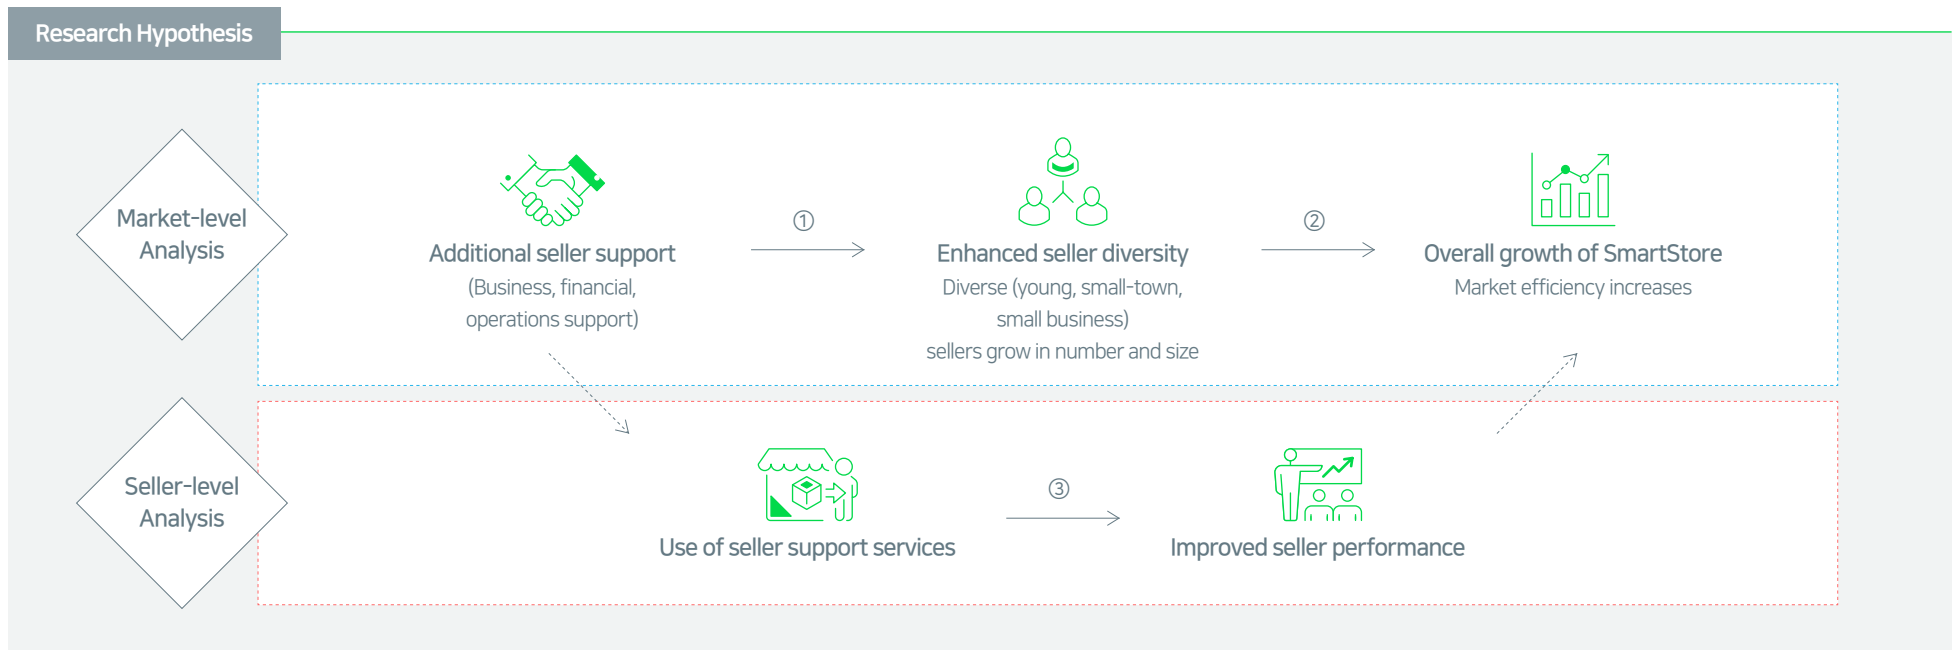 Research Hypothesis
Market-level
Analysis
Additional seller support
(Business, financial,
operations support)
①
Enhanced seller diversity
Diverse (young, small-town,
small business)
sellers grow in number and size
②
Overall growth of SmartStore
Market efficiency increases
Seller-level
Analysis
Use of seller support services
③
Improved seller performance